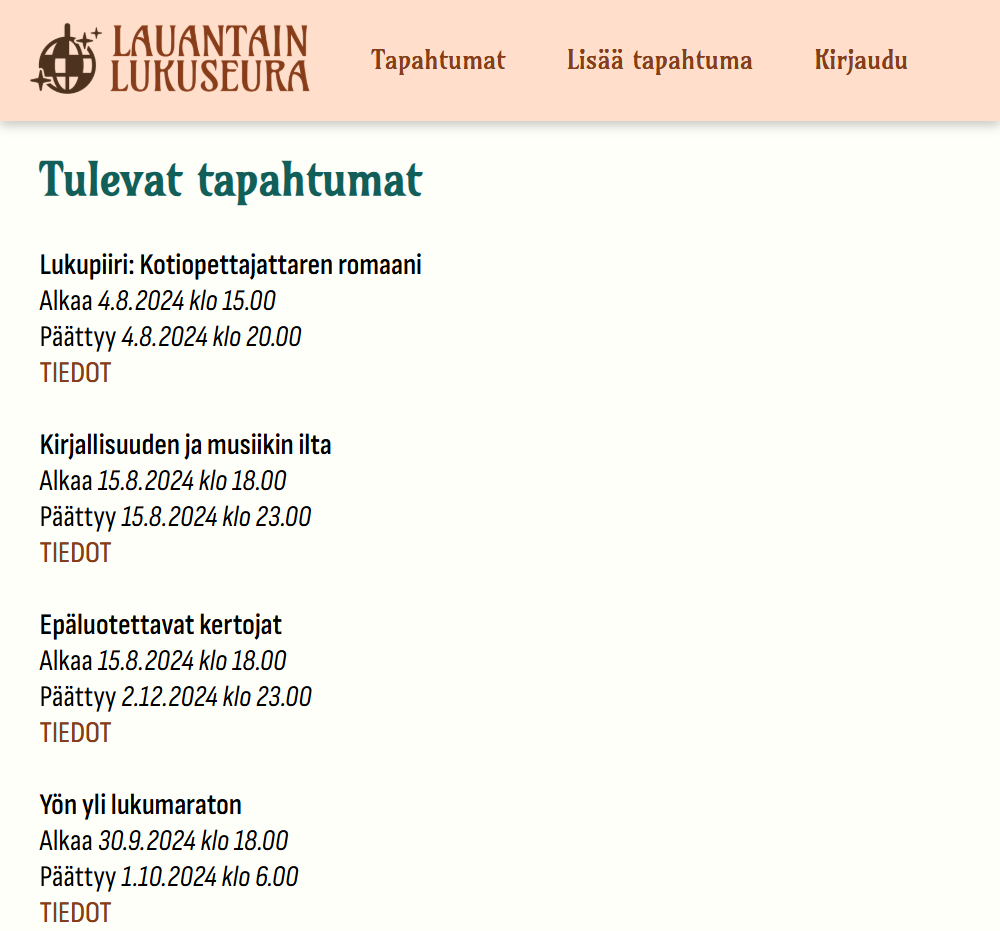 LAUANTAIN
LUKUSEURA
Tapahtumat
Lisää tapahtuma
Kirjaudu
Tulevat tapahtumat
Lukupiiri: Kotiopettajattaren romaani
Alkaa 4.8.2024 klo 15.00
Päättyy 4.8.2024 klo 20.00
TIEDOT
Kirjallisuuden ja musiikin ilta
Alkaa 15.8.2024 klo 18.00
Päättyy 15.8.2024 klo 23.00
TIEDOT
Epäluotettavat kertojat
Alkaa 15.8.2024 klo 18.00
Päättyy 2.12.2024 klo 23.00
TIEDOT
Yön yli lukumaraton
Alkaa 30.9.2024 klo 18.00
Päättyy 1.10.2024 klo 6.00
TIEDOT